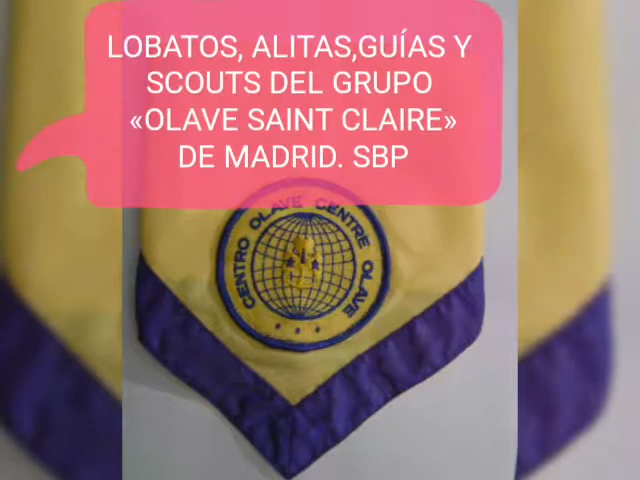 LOBATOS, ALITAS,GUÍAS Y
SCOUTS DEL GRUPO
«OLAVE SAINT CLAIRE»
DE MADRID. SBP
CENTRO OLAVE CENTRE OLAVE